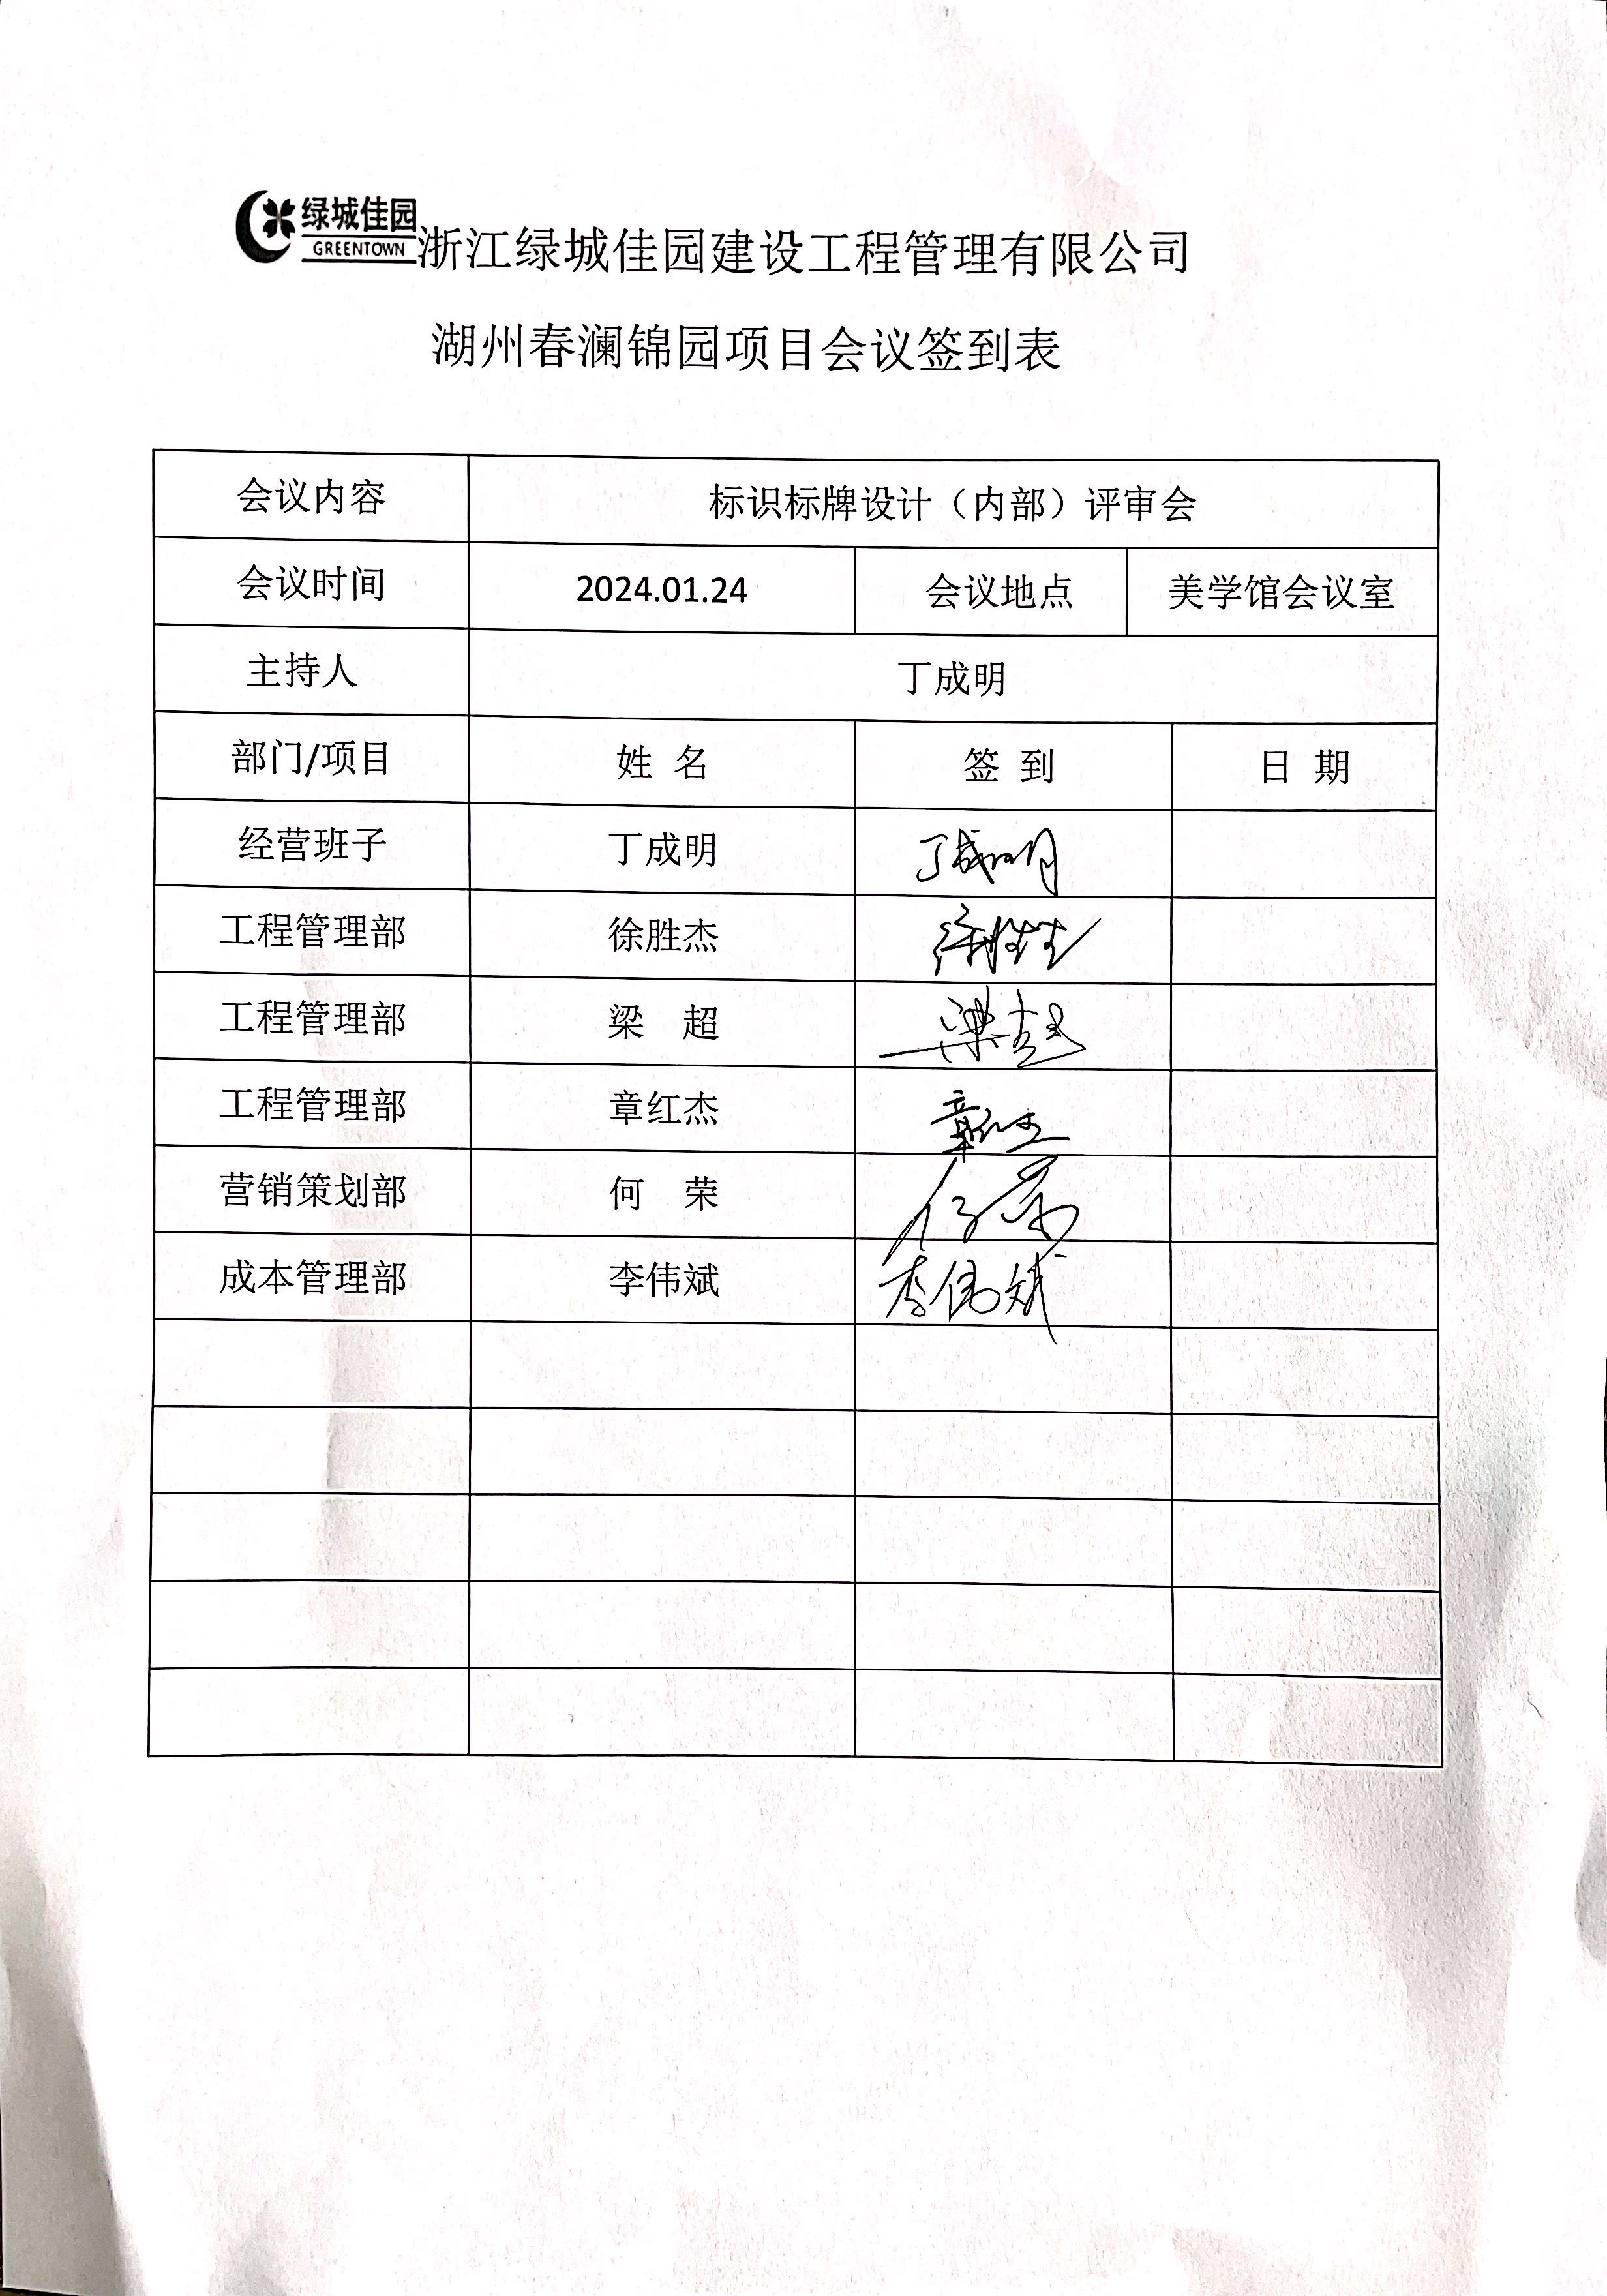 绿城佳园
GREENTOWN
浙江绿城佳园建设工程管理有限公司
湖州春澜锦园项目会议签到表
会议内容 标识标牌设计（内部）评审会
会议时间 2024.01.24 会议地点 美学馆会议室
主持人 丁成明
部门/项目 姓 名 签 到 日 期
经营班子 丁成明 丁成明
工程管理部 徐胜杰 徐胜杰
工程管理部 梁 超 梁超
工程管理部 章红杰 章红杰
营销策划部 何 荣 何荣
成本管理部 李伟斌 李伟斌